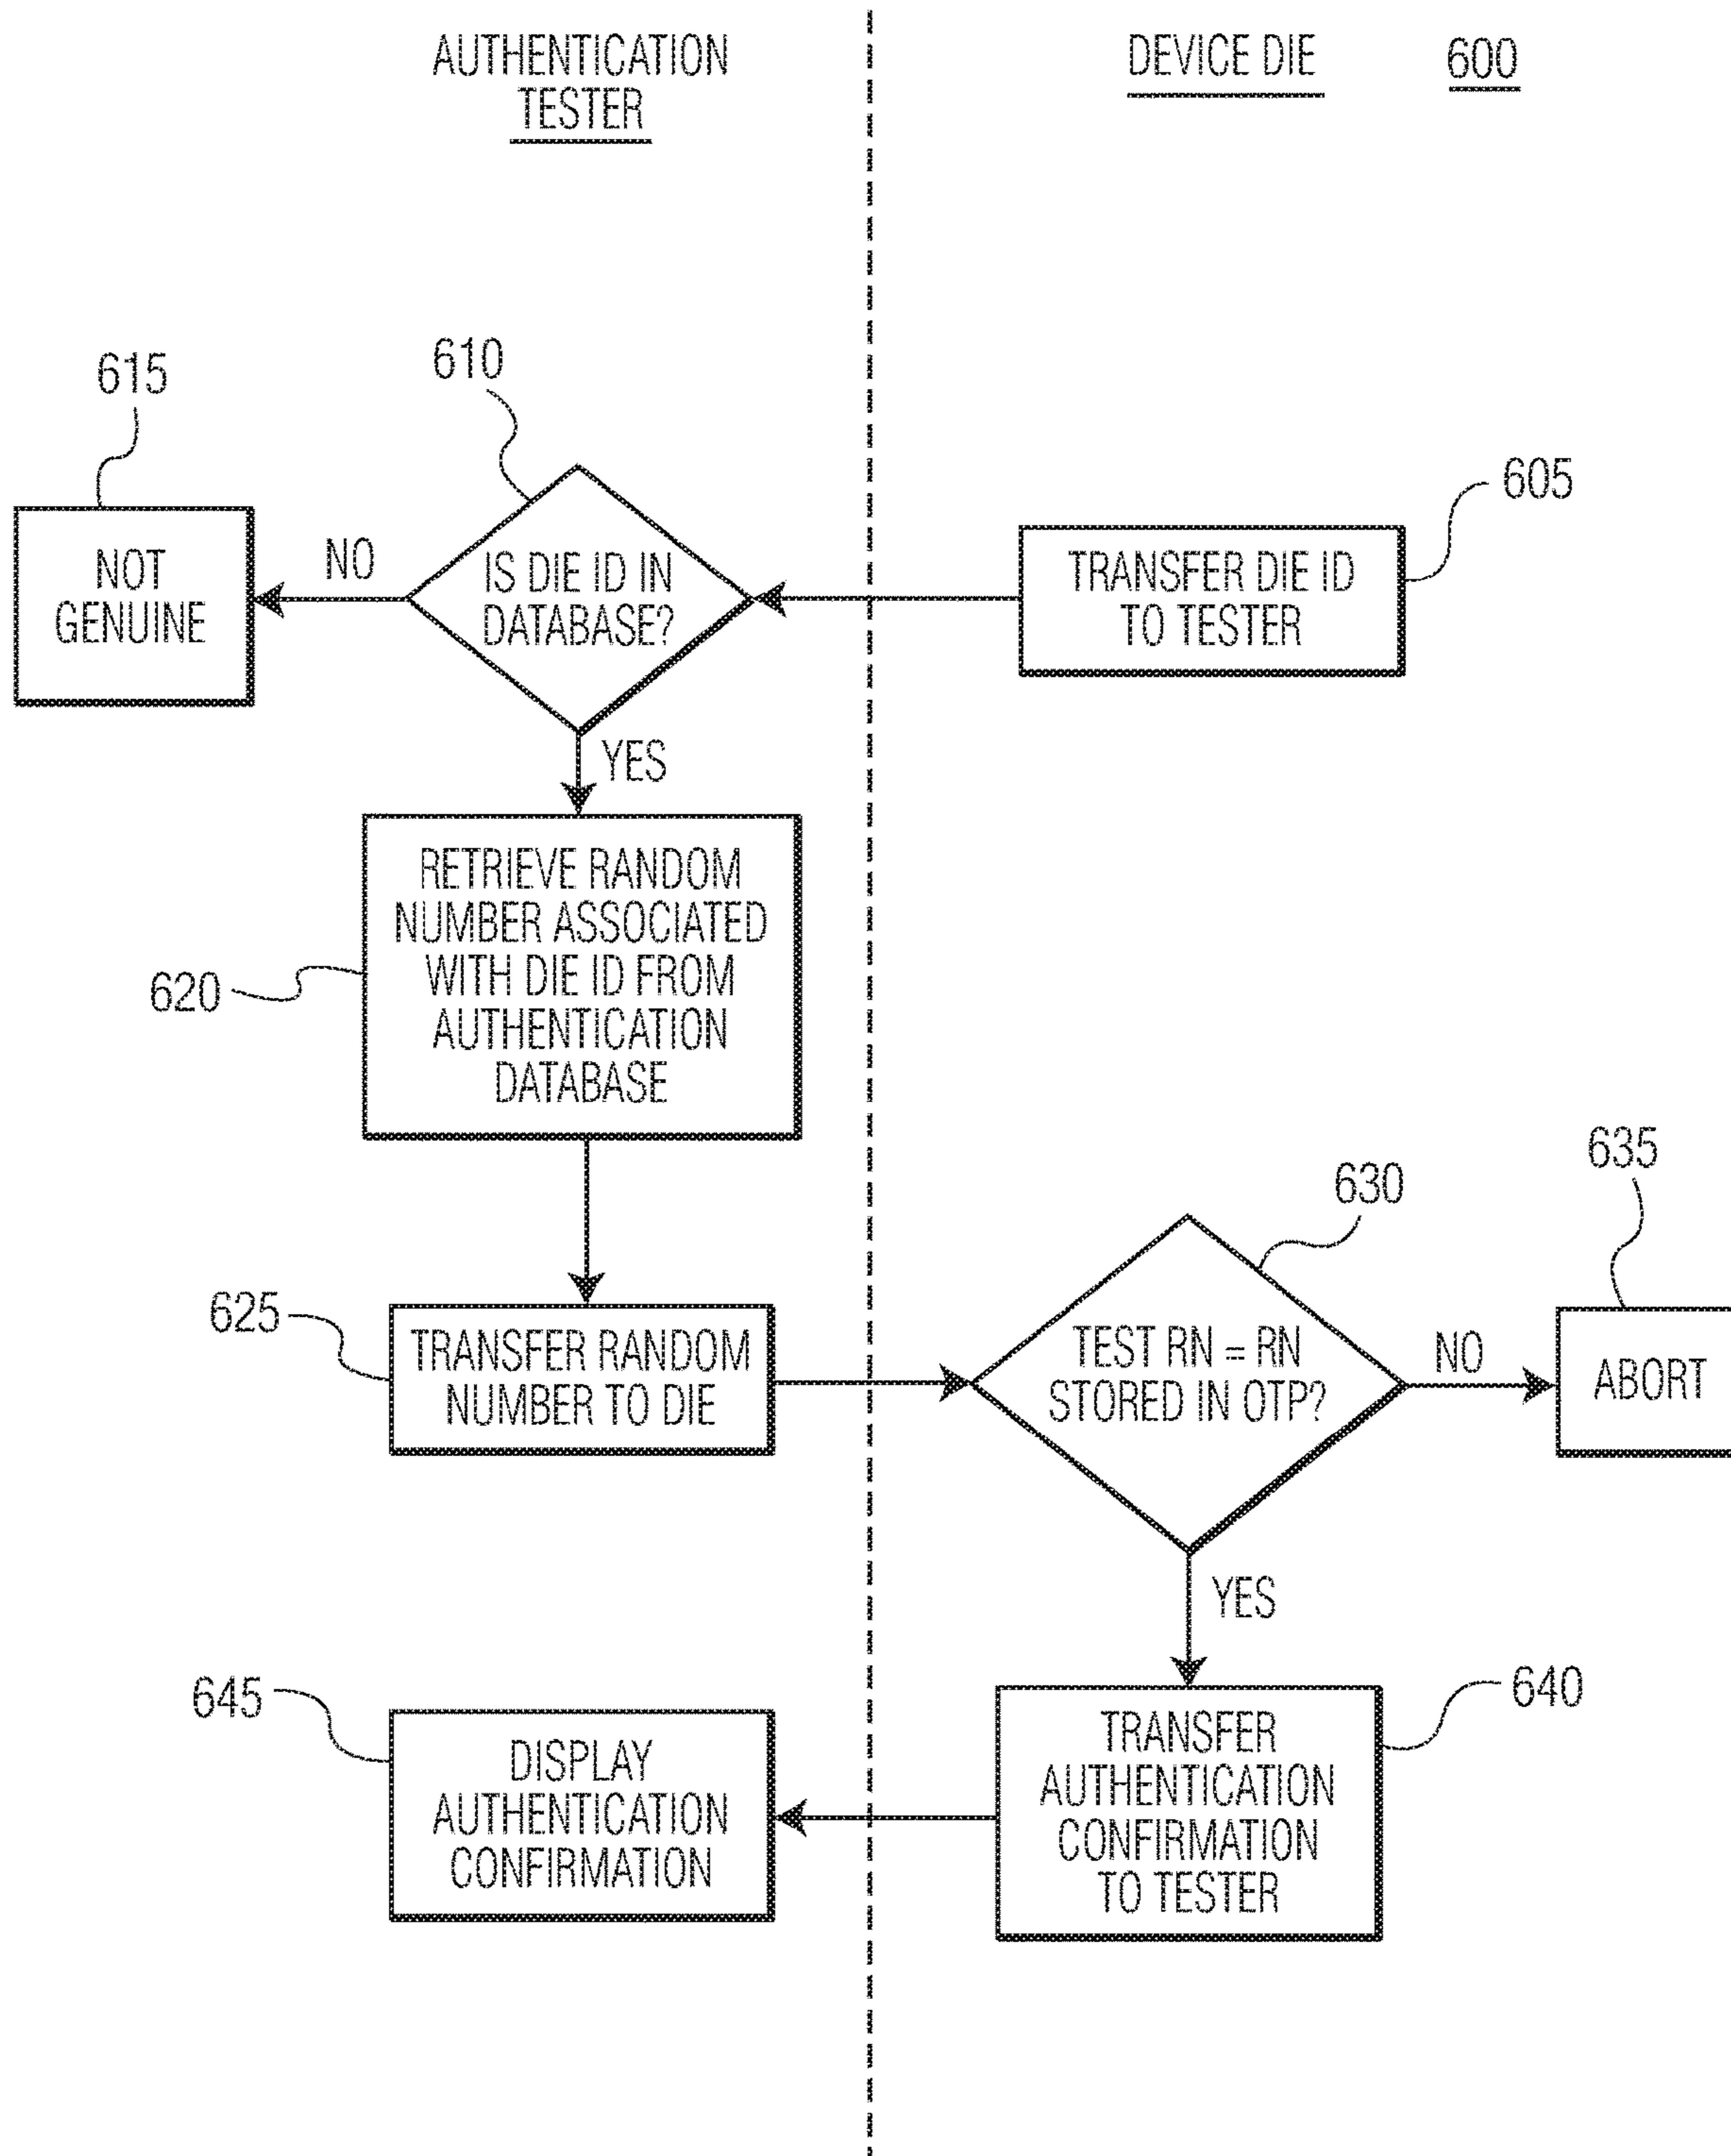 AUTHENTICATION
TESTER
DEVICE DIE
600
615
610
605
NOT
GENUINE
NO
IS DIE ID IN
DATABASE?
TRANSFER DIE ID
TO TESTER
YES
620
RETRIEVE RANDOM
NUMBER ASSOCIATED
WITH DIE ID FROM
AUTHENTICATION
DATABASE
625
TRANSFER RANDOM
NUMBER TO DIE
630
TEST RN = RN
STORED IN OTP?
NO
635
ABORT
YES
640
TRANSFER
AUTHENTICATION
CONFIRMATION
TO TESTER
645
DISPLAY
AUTHENTICATION
CONFIRMATION